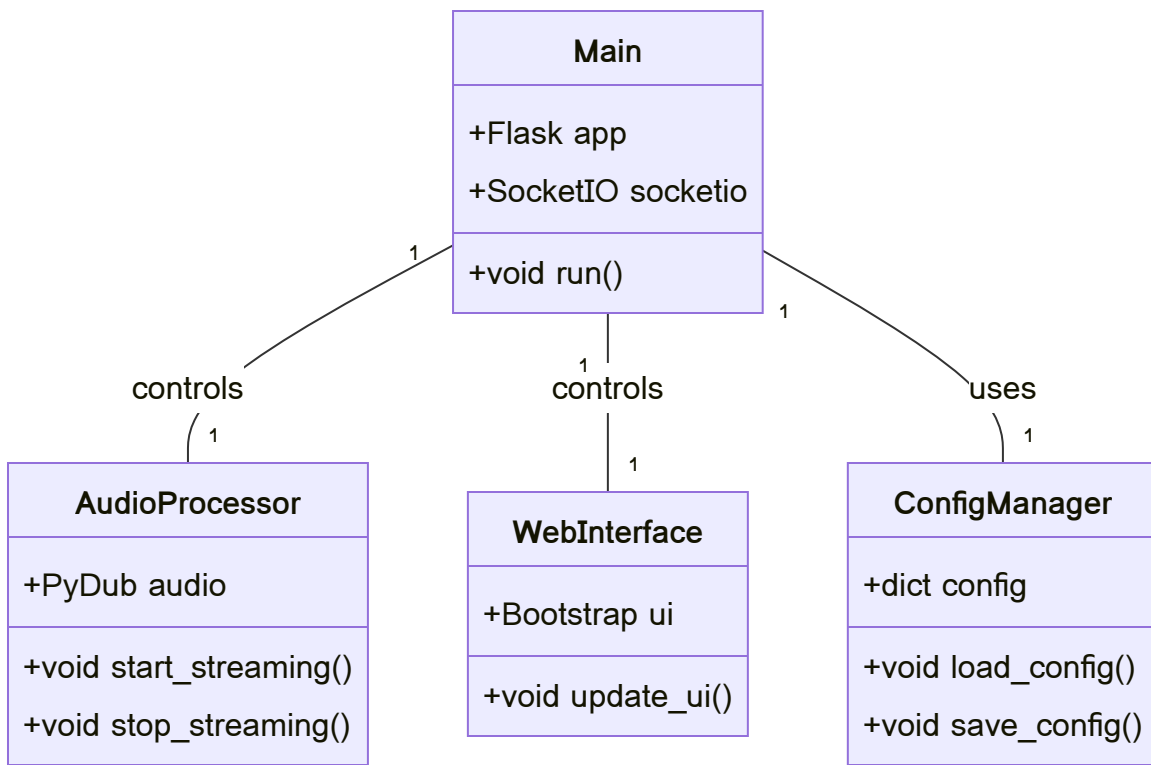 Main
+Flask app
+SocketIO socketio
+void run()
1
1
1
controls
controls
uses
1
1
1
AudioProcessor
+PyDub audio
+void start_streaming()
+void stop_streaming()
WebInterface
+Bootstrap ui
+void update_ui()
ConfigManager
+dict config
+void load_config()
+void save_config()